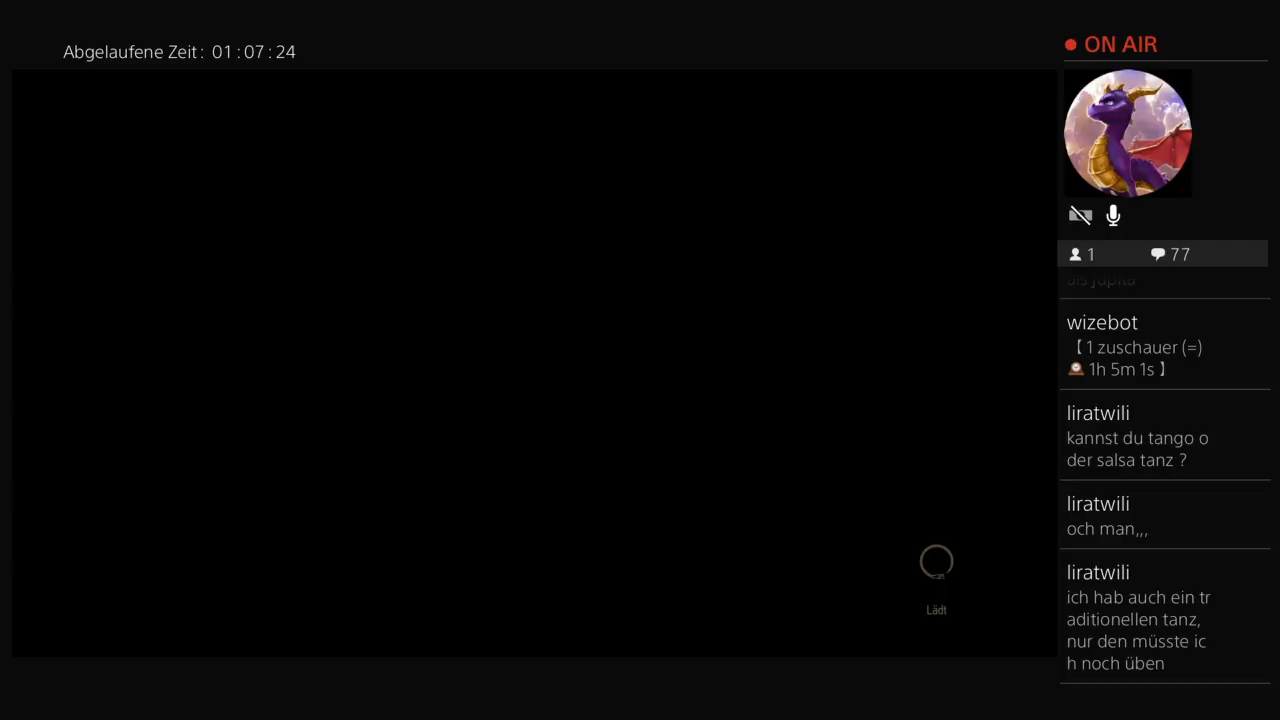 Abgelaufene Zeit: 01:07:24
ON AIR
1 77
wizebot
【1 zuschauer (=)
🕰 1h 5m 1s】
liratwili
kannst du tango o
der salsa tanz ?
liratwili
och man,,,
liratwili
ich hab auch ein tr
aditionellen tanz,
nur den müsste ic
h noch üben
Lädt